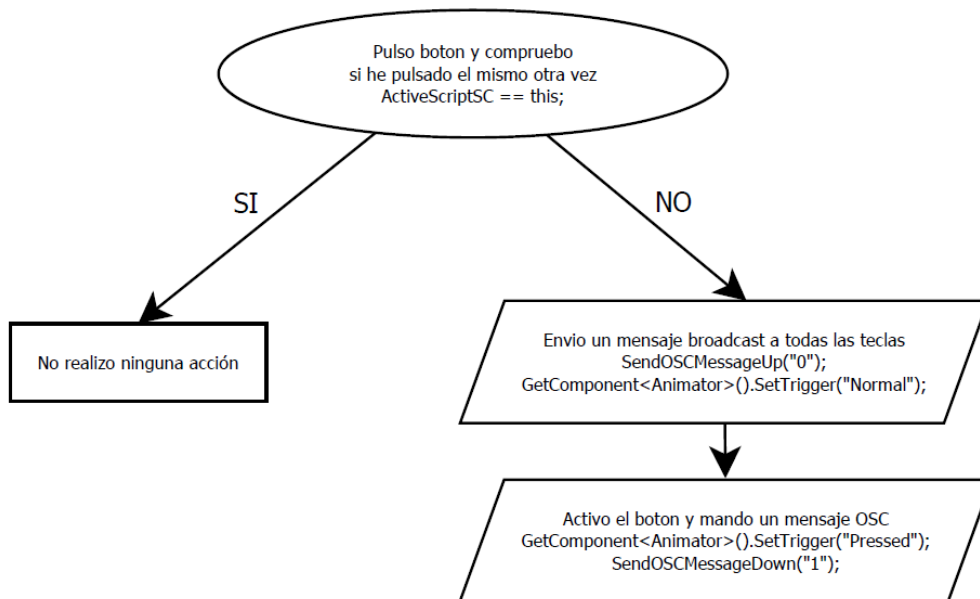 Pulso boton y compruebo
si he pulsado el mismo otra vez
ActiveScriptSC == this;
SI
NO
No realizo ninguna acción
Envio un mensaje broadcast a todas las teclas
SendOSCMessageUp("0");
GetComponent<Animator>().SetTrigger("Normal");
Activo el boton y mando un mensaje OSC
GetComponent<Animator>().SetTrigger("Pressed");
SendOSCMessageDown("1");